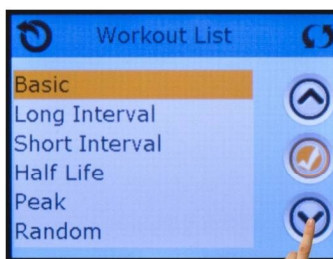 Workout List
Basic
Long Interval
Short Interval
Half Life
Peak
Random